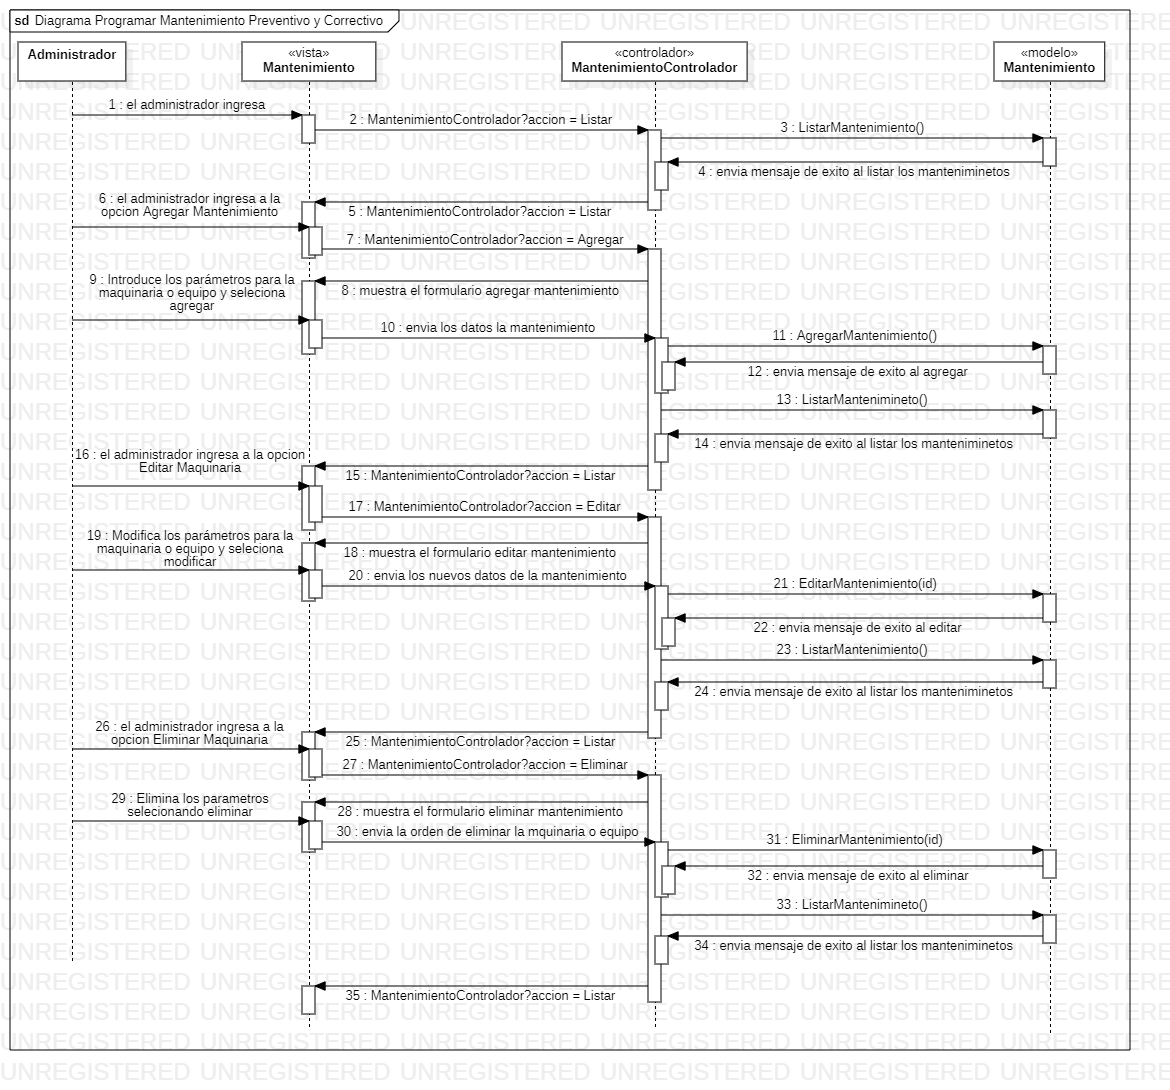 sd Diagrama Programar Mantenimiento Preventivo y Correctivo
Administrador
«vista»
Mantenimiento
«controlador»
MantenimientoControlador
«modelo»
Mantenimiento
1 : el administrador ingresa
2 : MantenimientoControlador?accion = Listar
3 : ListarMantenimiento()
4 : envia mensaje de exito al listar los manteniminetos
5 : MantenimientoControlador?accion = Listar
6 : el administrador ingresa a la
opcion Agregar Mantenimiento
7 : MantenimientoControlador?accion = Agregar
8 : muestra el formulario agregar mantenimiento
9 : Introduce los parámetros para la
maquinaria o equipo y seleciona
agregar
10 : envia los datos la mantenimiento
11 : AgregarMantenimiento()
12 : envia mensaje de exito al agregar
13 : ListarMantenimineto()
14 : envia mensaje de exito al listar los manteniminetos
15 : MantenimientoControlador?accion = Listar
16 : el administrador ingresa a la opcion
Editar Maquinaria
17 : MantenimientoControlador?accion = Editar
18 : muestra el formulario editar mantenimiento
19 : Modifica los parámetros para la
maquinaria o equipo y seleciona
modificar
20 : envia los nuevos datos de la mantenimiento
21 : EditarMantenimiento(id)
22 : envia mensaje de exito al editar
23 : ListarMantenimiento()
24 : envia mensaje de exito al listar los manteniminetos
25 : MantenimientoControlador?accion = Listar
26 : el administrador ingresa a la
opcion Eliminar Maquinaria
27 : MantenimientoControlador?accion = Eliminar
28 : muestra el formulario eliminar mantenimiento
29 : Elimina los parametros
selecionando eliminar
30 : envia la orden de eliminar la mquinaria o equipo
31 : EliminarMantenimiento(id)
32 : envia mensaje de exito al eliminar
33 : ListarMantenimineto()
34 : envia mensaje de exito al listar los manteniminetos
35 : MantenimientoControlador?accion = Listar
UNREGISTERED